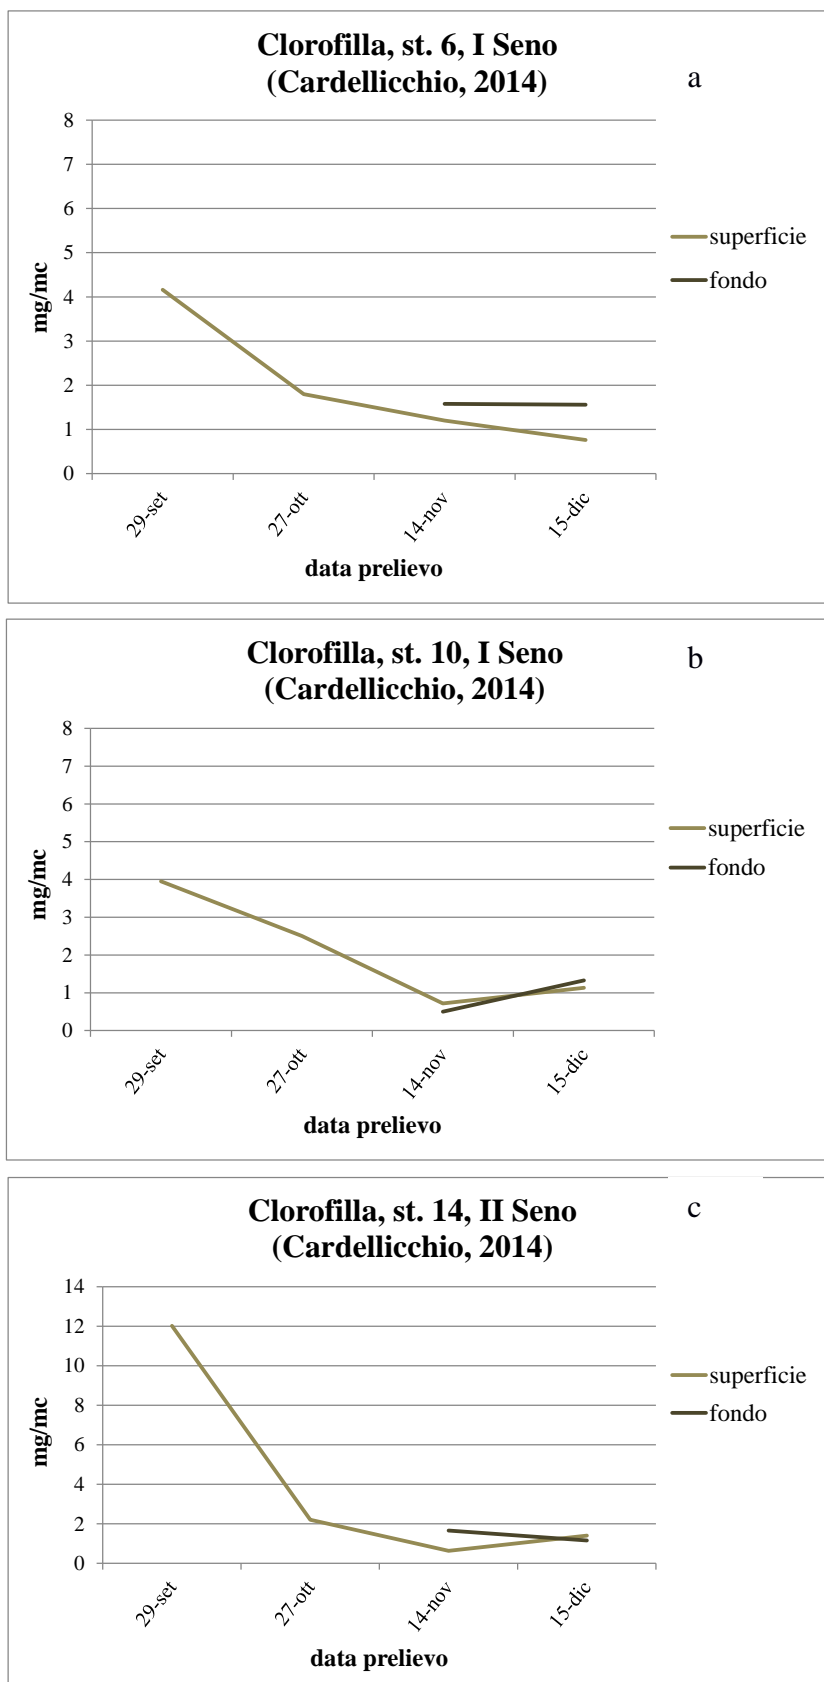 Clorofilla, st. 6, I Seno
(Cardellicchio, 2014)
a
8
7
6
5
4
3
2
1
0
mg/mc
29-set
27-ott
14-nov
15-dic
data prelievo
superficie
fondo
Clorofilla, st. 10, I Seno
(Cardellicchio, 2014)
b
8
7
6
5
4
3
2
1
0
mg/mc
29-set
27-ott
14-nov
15-dic
data prelievo
superficie
fondo
Clorofilla, st. 14, II Seno
(Cardellicchio, 2014)
c
14
12
10
8
6
4
2
0
mg/mc
29-set
27-ott
14-nov
15-dic
data prelievo
superficie
fondo